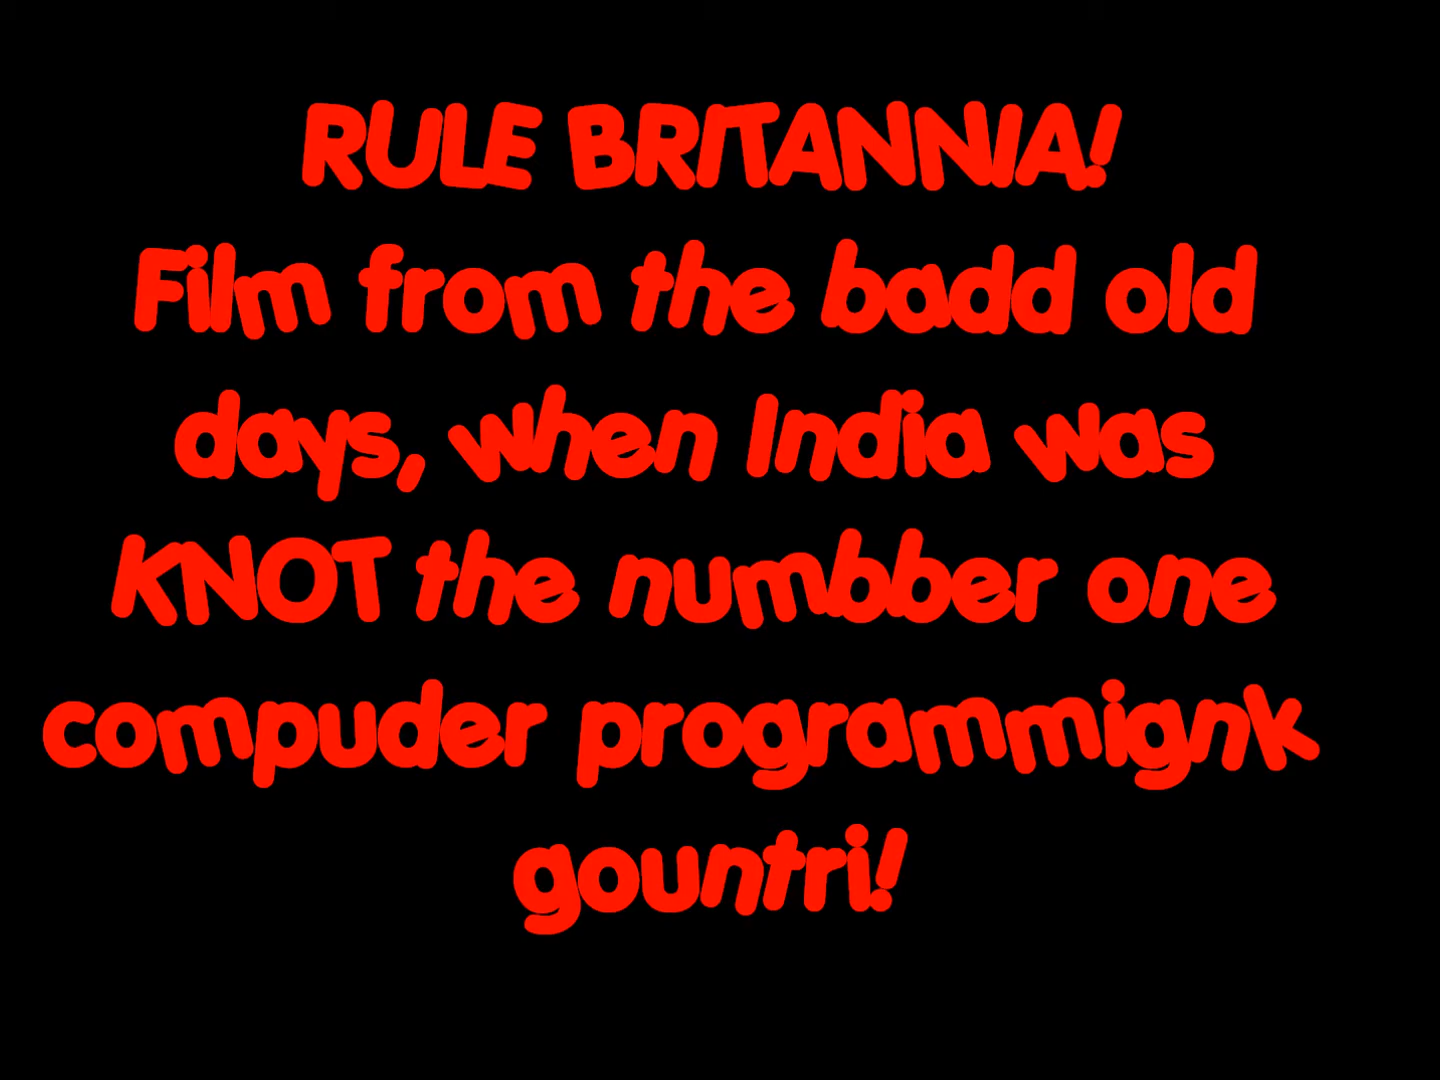 RULE BRITANNIA!
Film from the badd old
days, when India was
KNOT the numbber one
compuder programmignk
gountri!